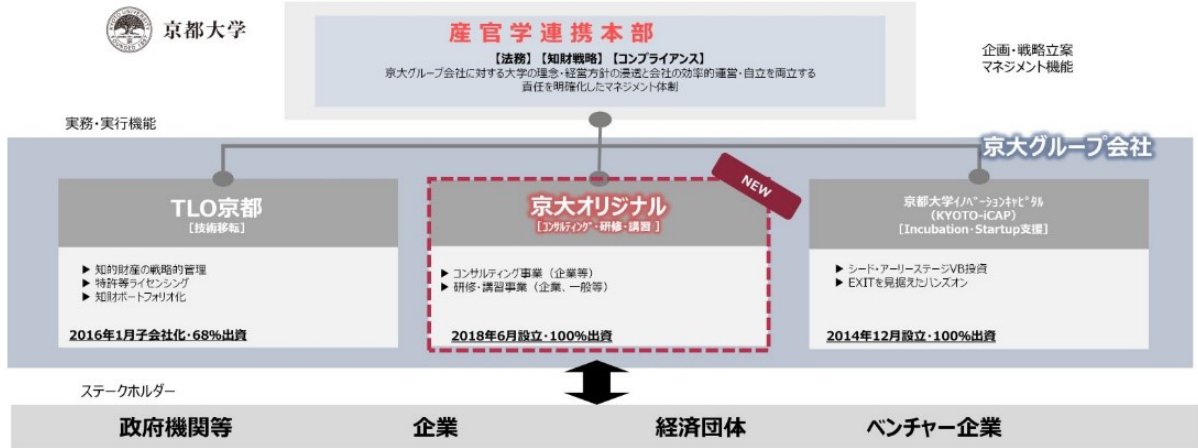 京都大学
産官学連携本部
【法務】【知財戦略】【コンプライアンス】
京大グループ会社に対する大学の理念・経営方針の浸透と会社の効率的運営・自立を両立する
責任を明確化したマネジメント体制
企画・戦略立案
マネジメント機能
実務・実行機能
京大グループ会社
TLO京都
[技術移転]
▶ 知的財産の戦略的管理
▶ 特許等ライセンシング
▶ 知財ポートフォリオ化
2016年1月子会社化・68%出資
NEW
京大オリジナル
[コンサルティング・研修・講習]
▶ コンサルティング事業（企業等）
▶ 研修・講習事業（企業、一般等）
2018年6月設立・100%出資
京都大学イノベーションキャピタル
（KYOTO-iCAP）
[Incubation・Startup支援]
▶ シード・アーリーステージVB投資
▶ EXITを見据えたハンズオン
2014年12月設立・100%出資
ステークホルダー
政府機関等 企業 経済団体 ベンチャー企業